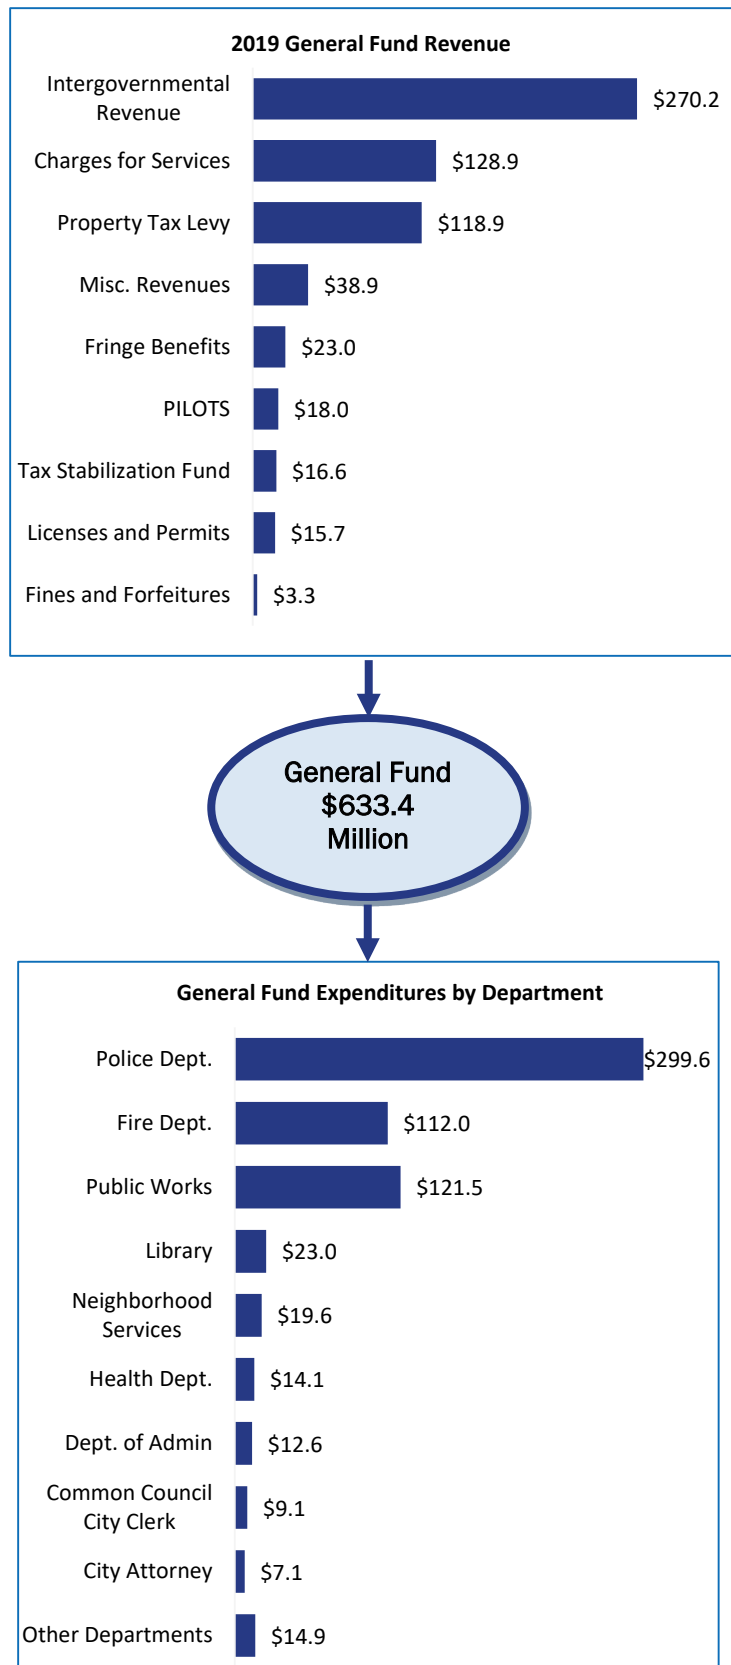 2019 General Fund Revenue
Intergovernmental
Revenue
$270.2
Charges for Services
$128.9
Property Tax Levy
$118.9
Misc. Revenues
$38.9
Fringe Benefits
$23.0
PILOTS
$18.0
Tax Stabilization Fund
$16.6
Licenses and Permits
$15.7
Fines and Forfeitures
$3.3
General Fund
$633.4
Million
General Fund Expenditures by Department
Police Dept.
$299.6
Fire Dept.
$112.0
Public Works
$121.5
Library
$23.0
Neighborhood
Services
$19.6
Health Dept.
$14.1
Dept. of Admin
$12.6
Common Council
City Clerk
$9.1
City Attorney
$7.1
Other Departments
$14.9